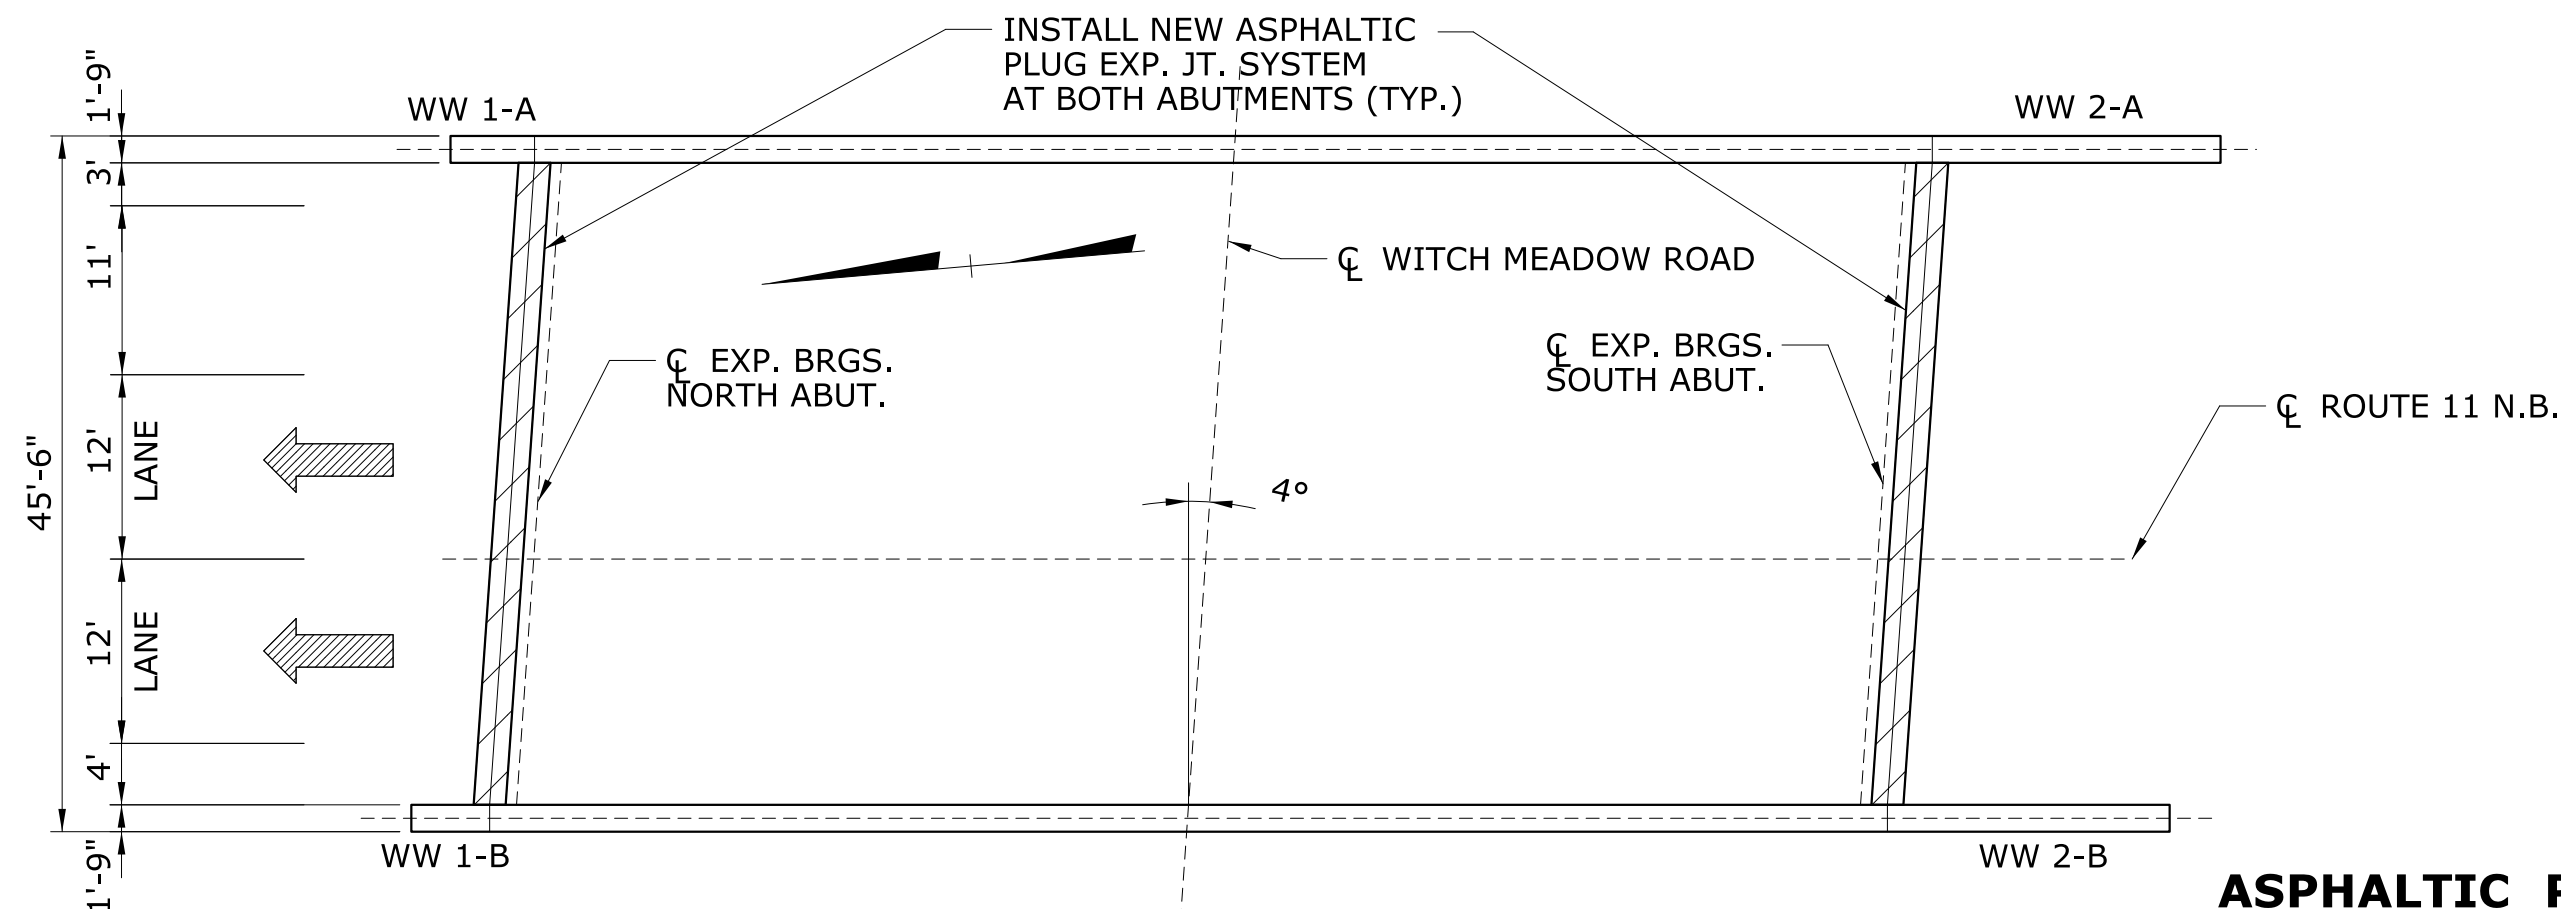 INSTALL NEW ASPHALTIC
PLUG EXP. JT. SYSTEM
AT BOTH ABUTMENTS (TYP.)
WW 1-A
WW 2-A
1'-9"
3'
11'
12'
LANE
12'
LANE
4'
1'-9"
45'-6"
℄ WITCH MEADOW ROAD
℄ EXP. BRGS.
NORTH ABUT.
℄ EXP. BRGS.
SOUTH ABUT.
℄ ROUTE 11 N.B.
4°
WW 1-B
WW 2-B
ASPHALTIC